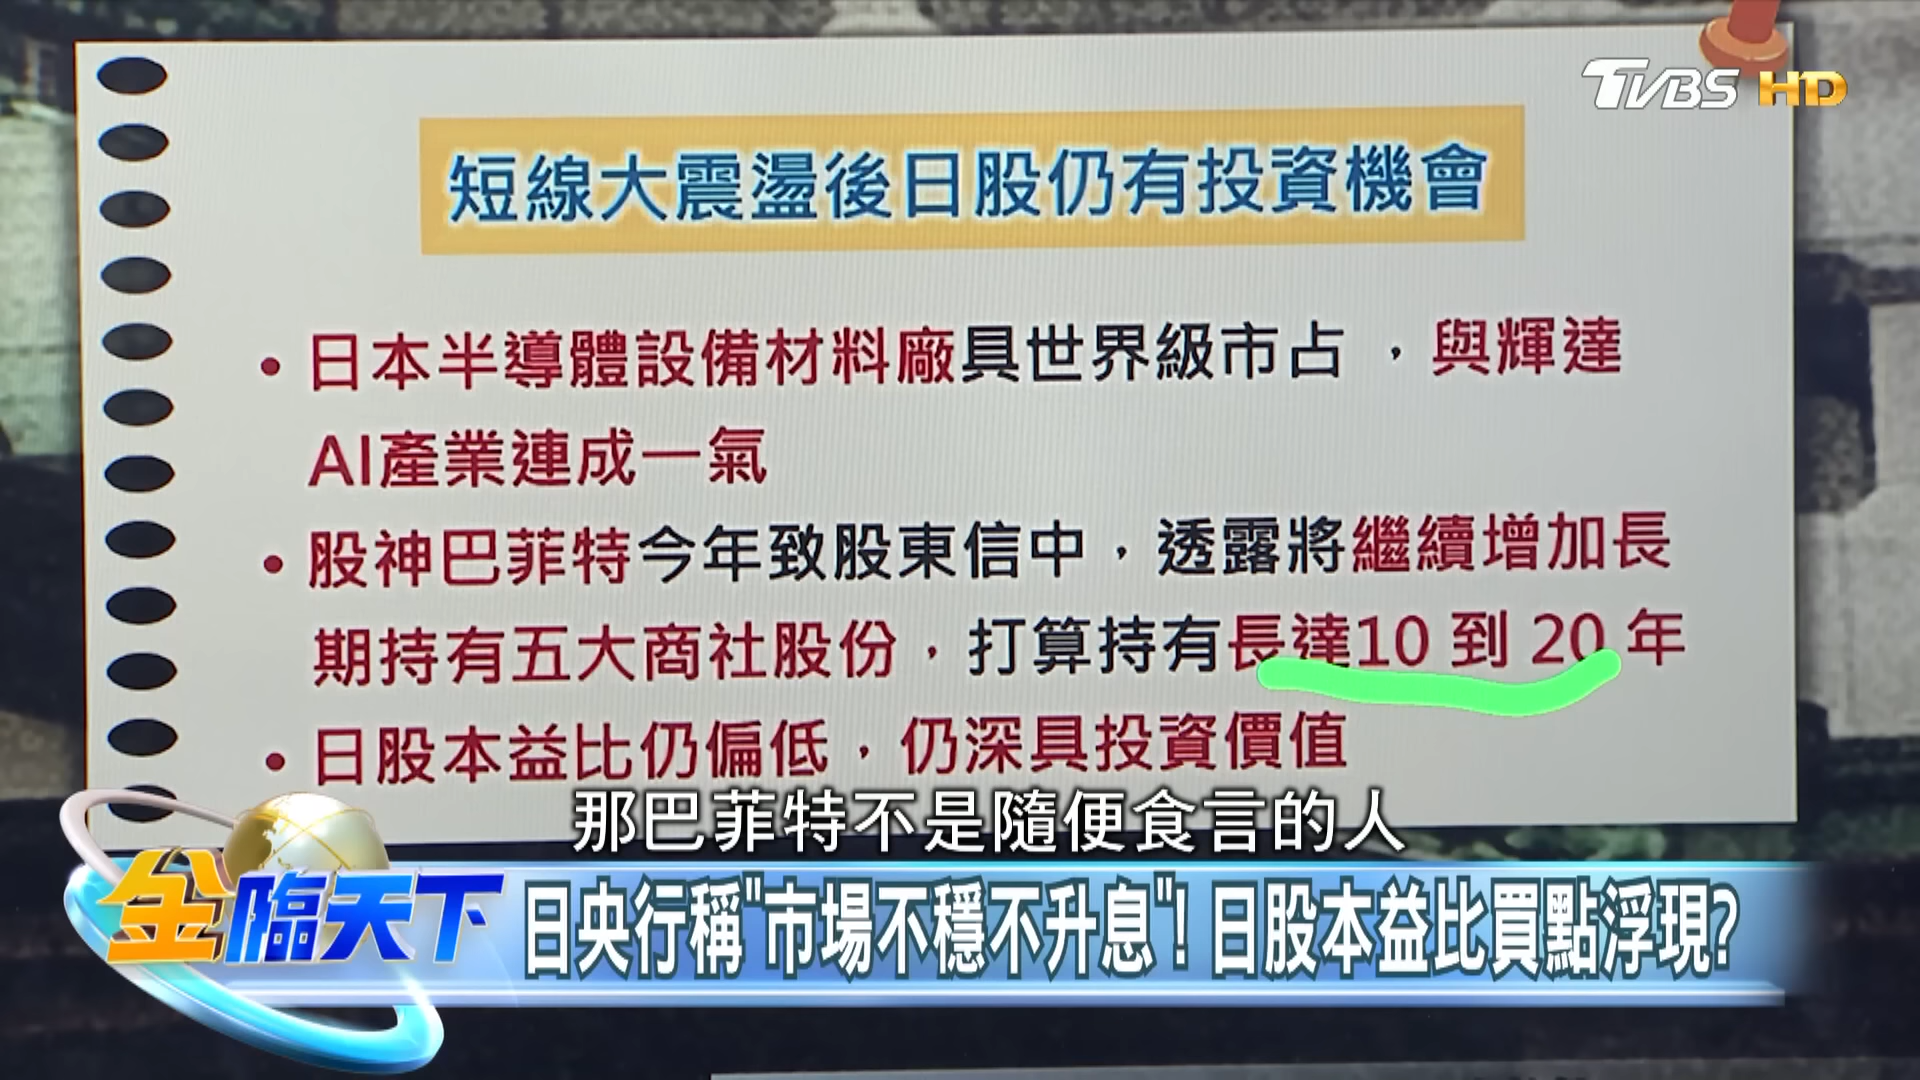 TVBS HD
短線大震盪後日股仍有投資機會
•日本半導體設備材料廠具世界級市占，與輝達
AI產業連成一氣
•股神巴菲特今年致股東信中，透露將繼續增加長
期持有五大商社股份，打算持有長達10 到 20 年
•日股本益比仍偏低，仍深具投資價值
那巴菲特不是隨便食言的人
金臨天下
日央行稱"市場不穩不升息"! 日股本益比買點浮現?